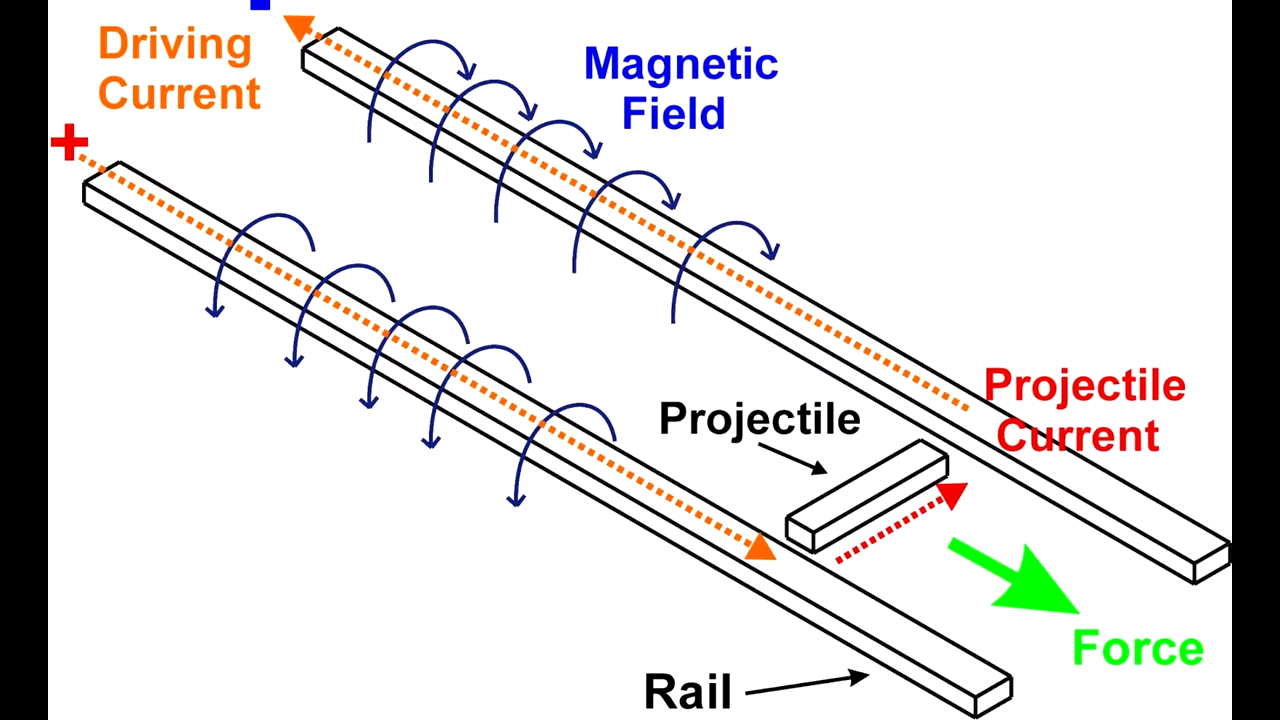 -
Driving
Current
+
Magnetic
Field
Projectile
Current
Projectile
Force
Rail